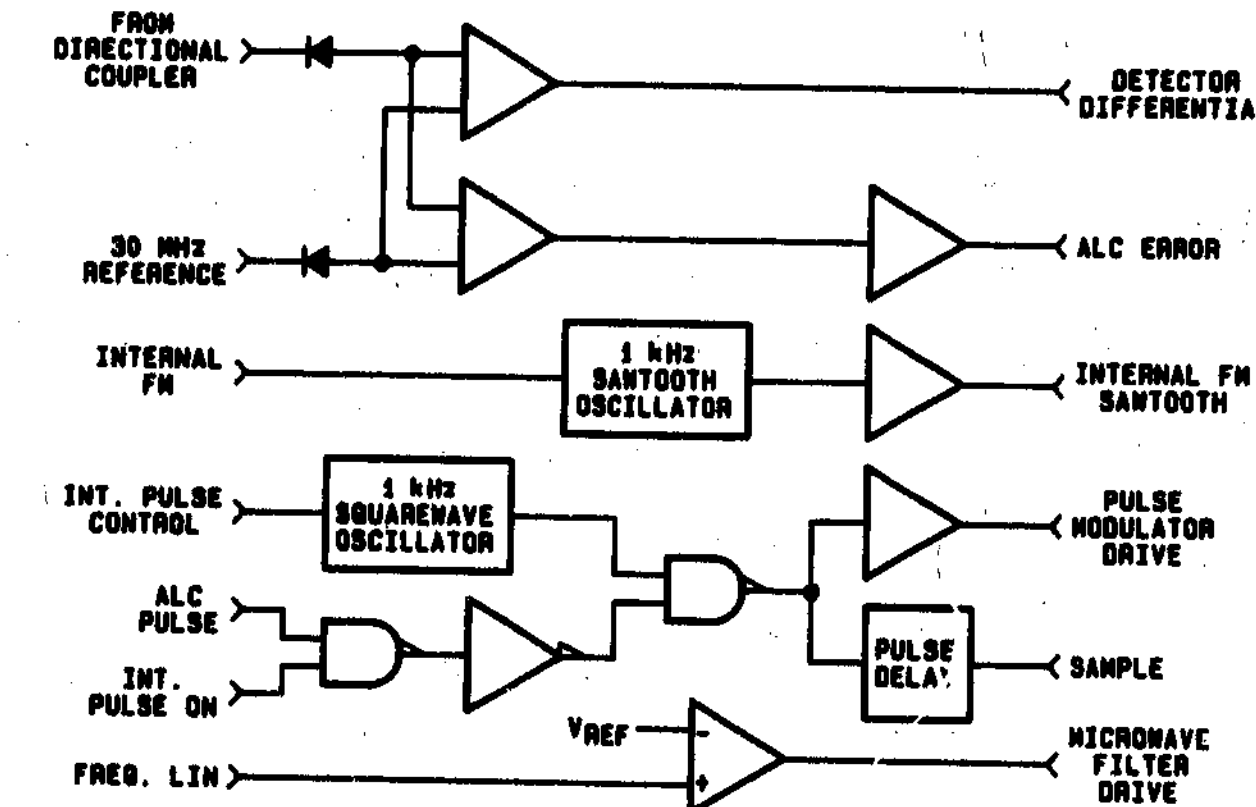 FROM
DIRECTIONAL
COUPLER
DETECTOR
DIFFERENTIA
30 MHz
REFERENCE
ALC ERROR
INTERNAL
FM
1 kHz
SAWTOOTH
OSCILLATOR
INTERNAL FM
SAWTOOTH
INT. PULSE
CONTROL
1 kHz
SQUAREWAVE
OSCILLATOR
PULSE
MODULATOR
DRIVE
ALC
PULSE
INT.
PULSE ON
PULSE
DELAY
SAMPLE
VREF
-
+
FREQ. LIN
MICROWAVE
FILTER
DRIVE